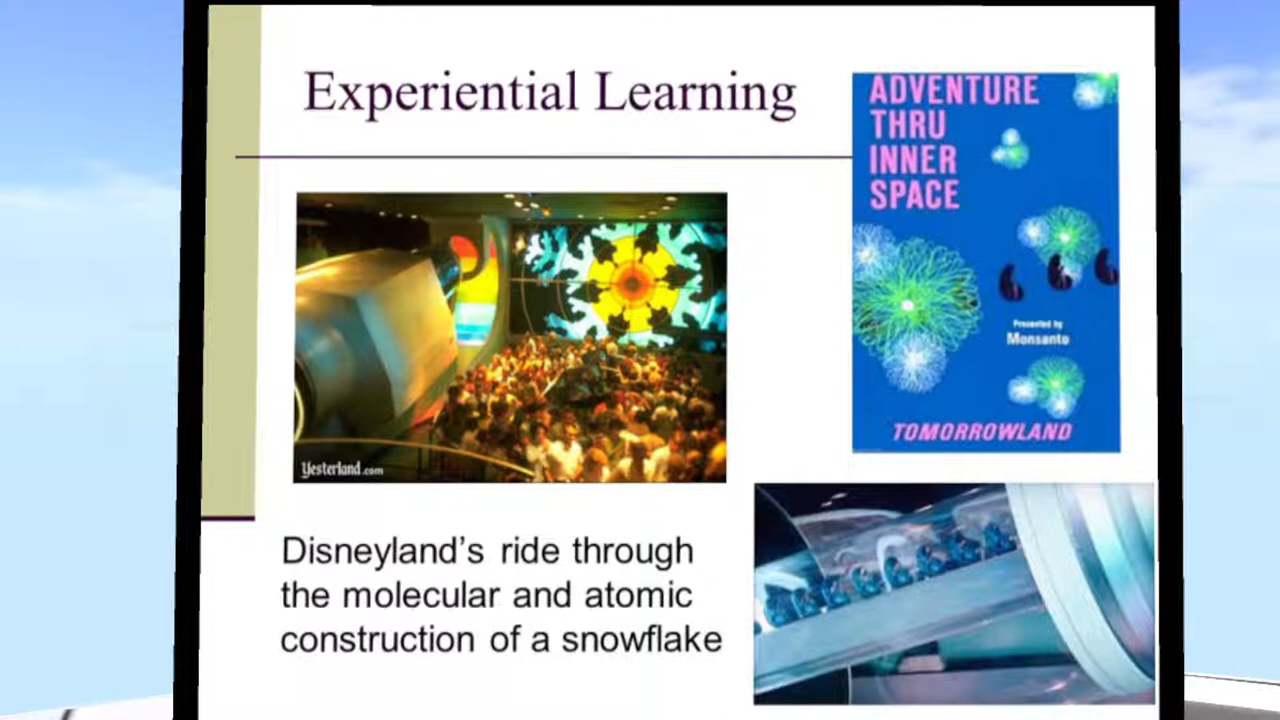 Experiential Learning
ADVENTURE
THRU
INNER
SPACE
Presented by
Monsanto
TOMORROWLAND
Yesterland.com
Disneyland’s ride through
the molecular and atomic
construction of a snowflake